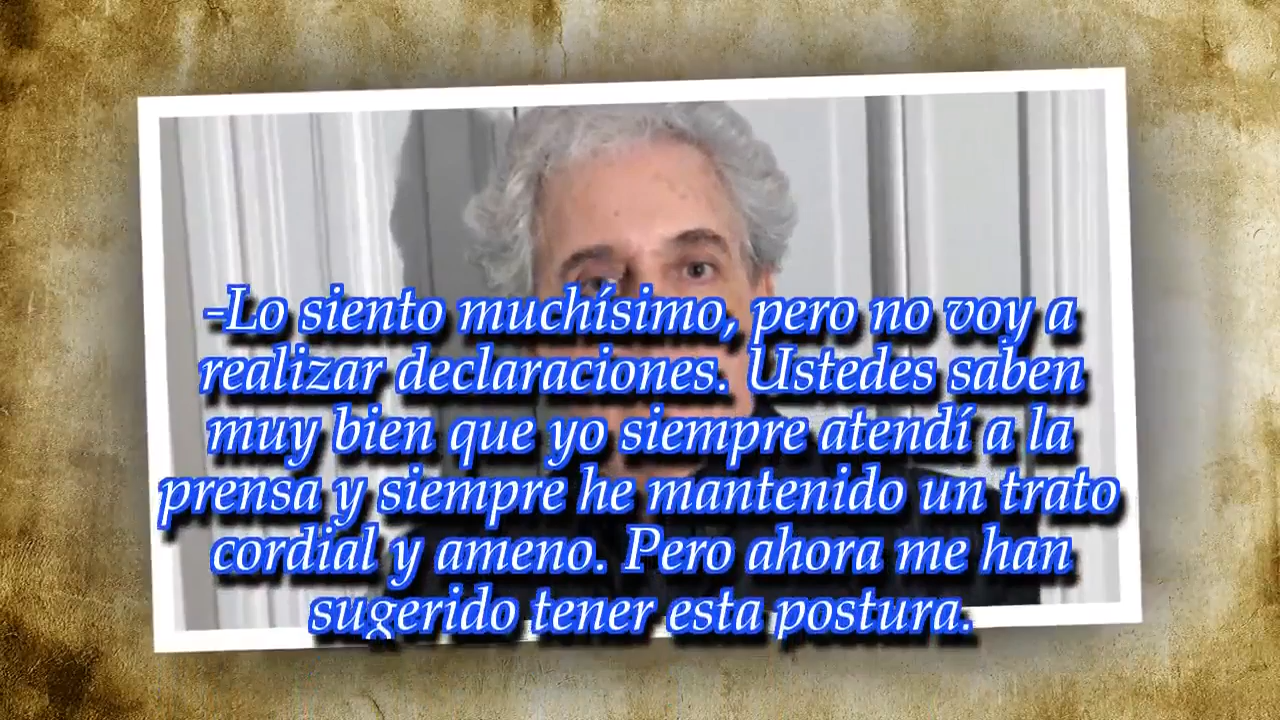 -Lo siento muchísimo, pero no voy a
realizar declaraciones. Ustedes saben
muy bien que yo siempre atendí a la
prensa y siempre he mantenido un trato
cordial y ameno. Pero ahora me han
sugerido tener esta postura.